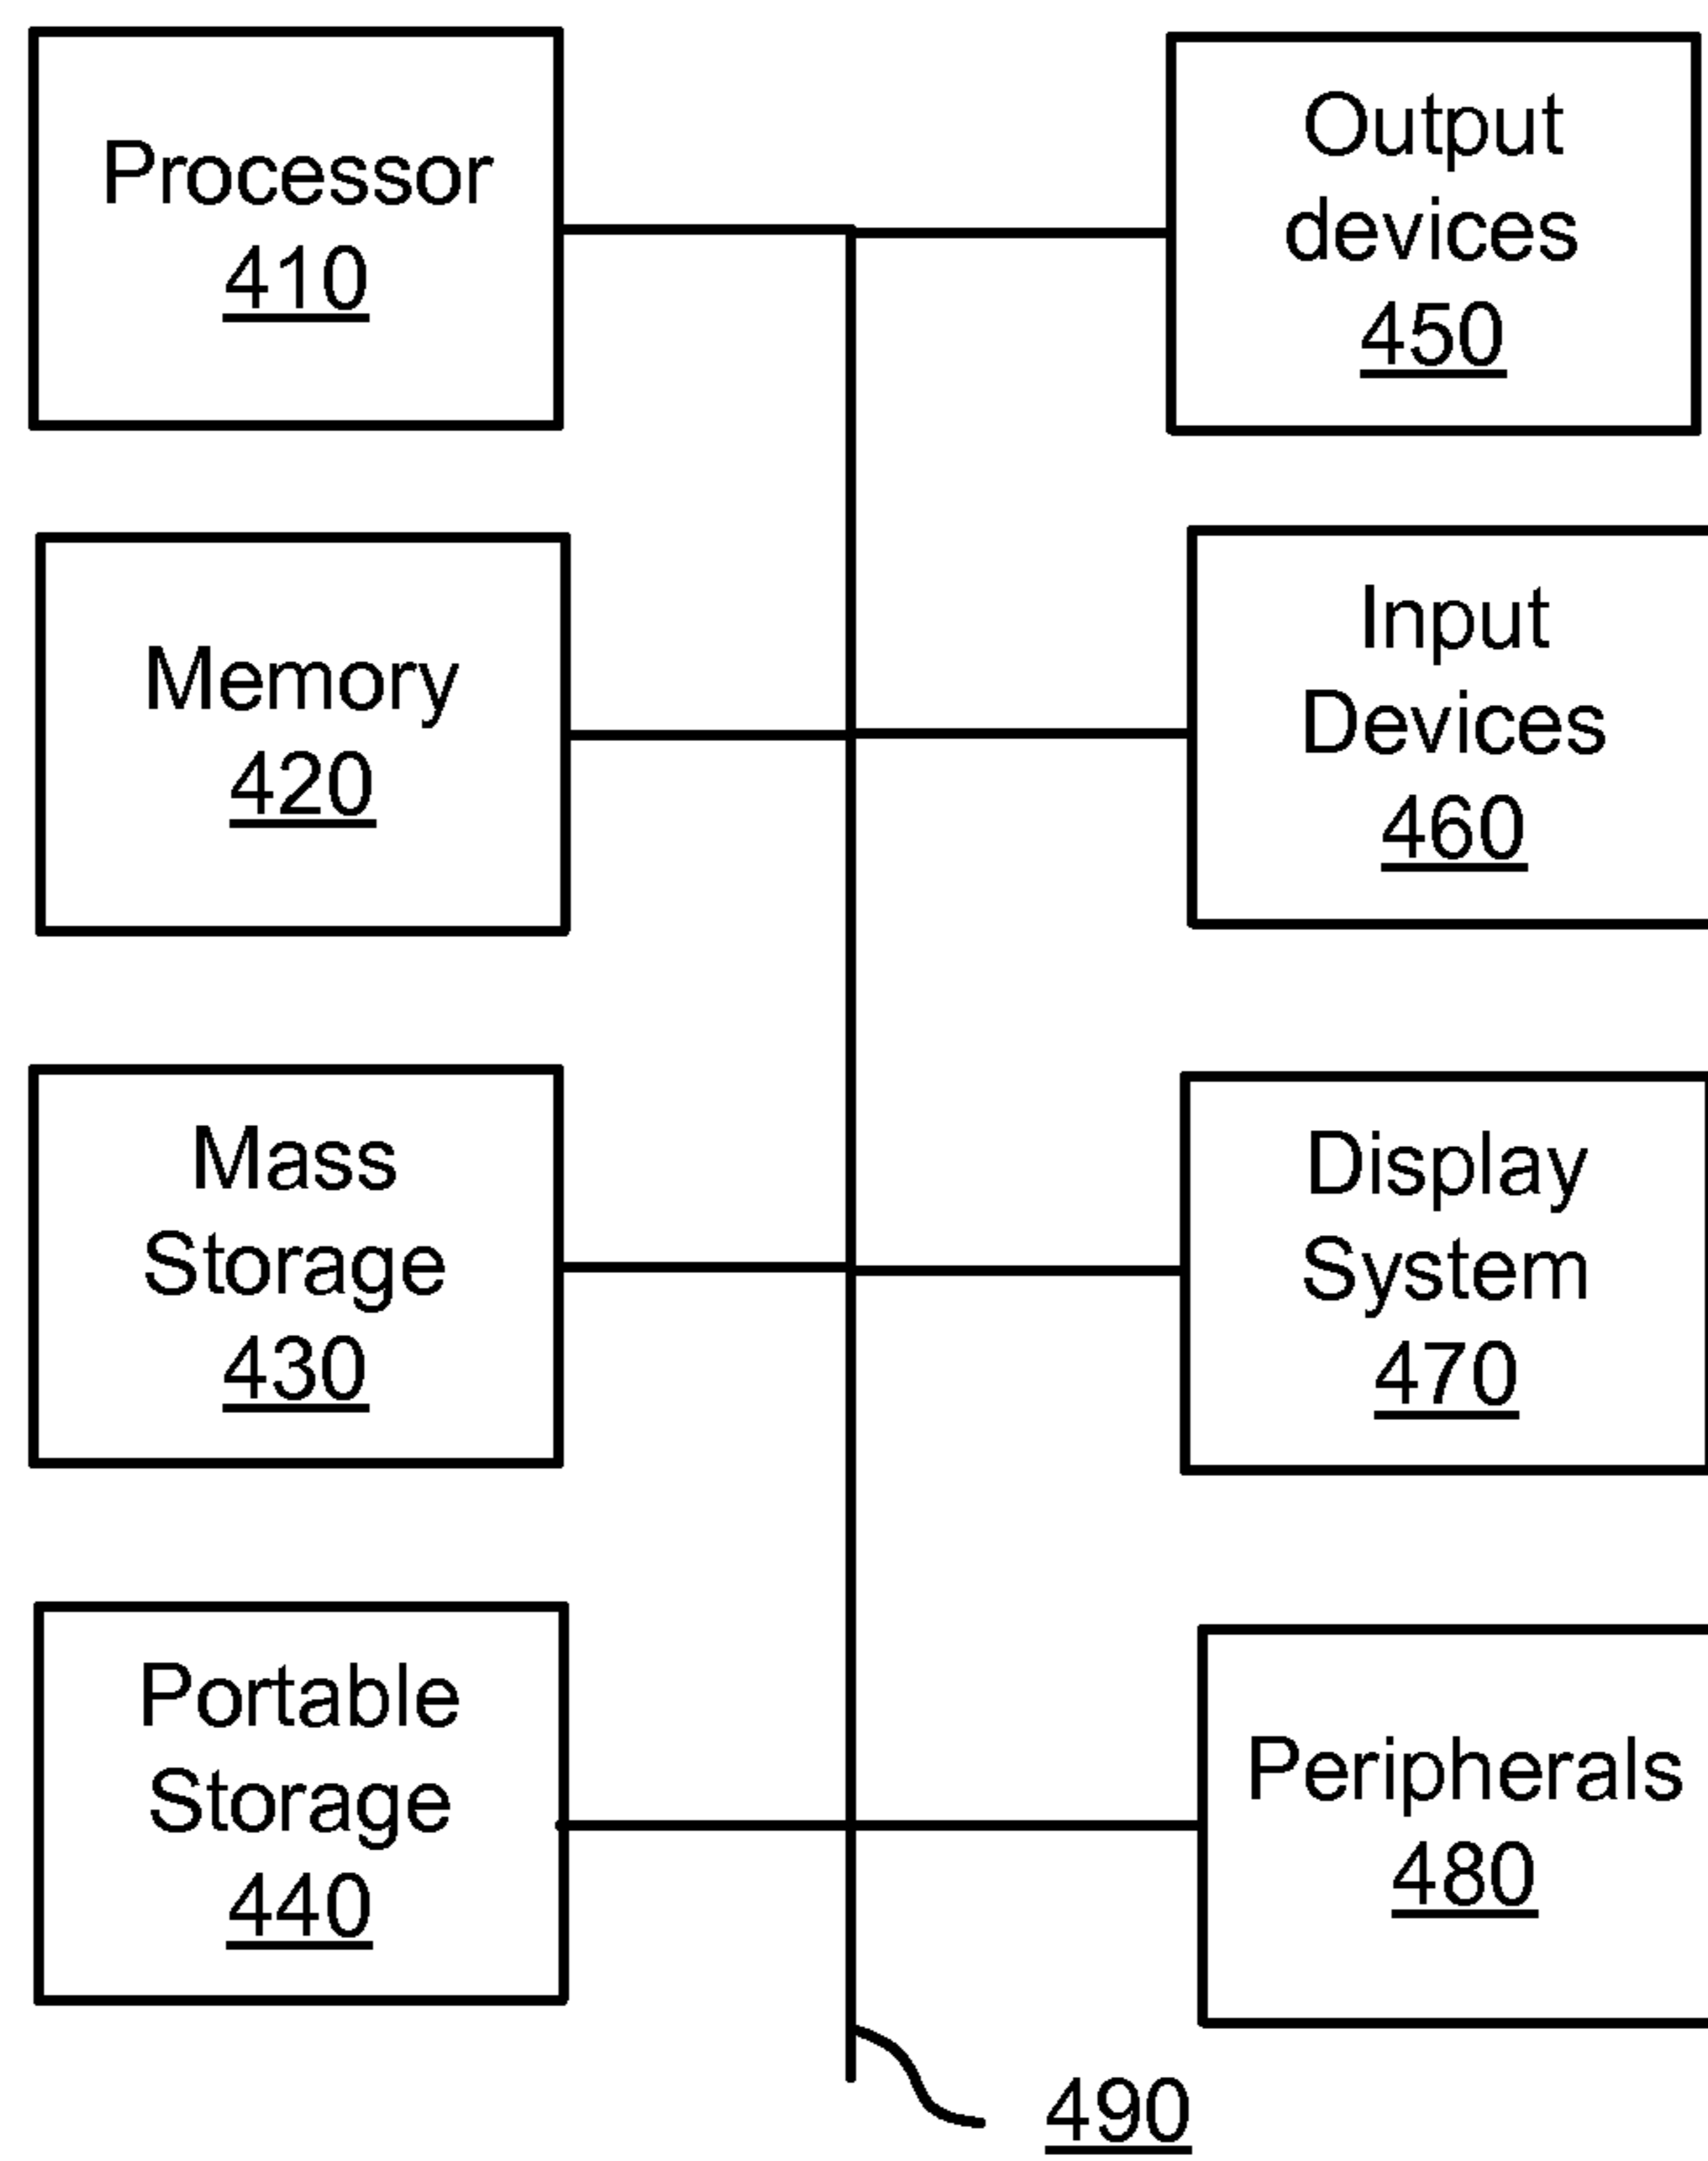 Processor
410
Output
devices
450
Memory
420
Input
Devices
460
Mass
Storage
430
Display
System
470
Portable
Storage
440
Peripherals
480
490